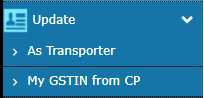 Update
As Transporter
My GSTIN from CP